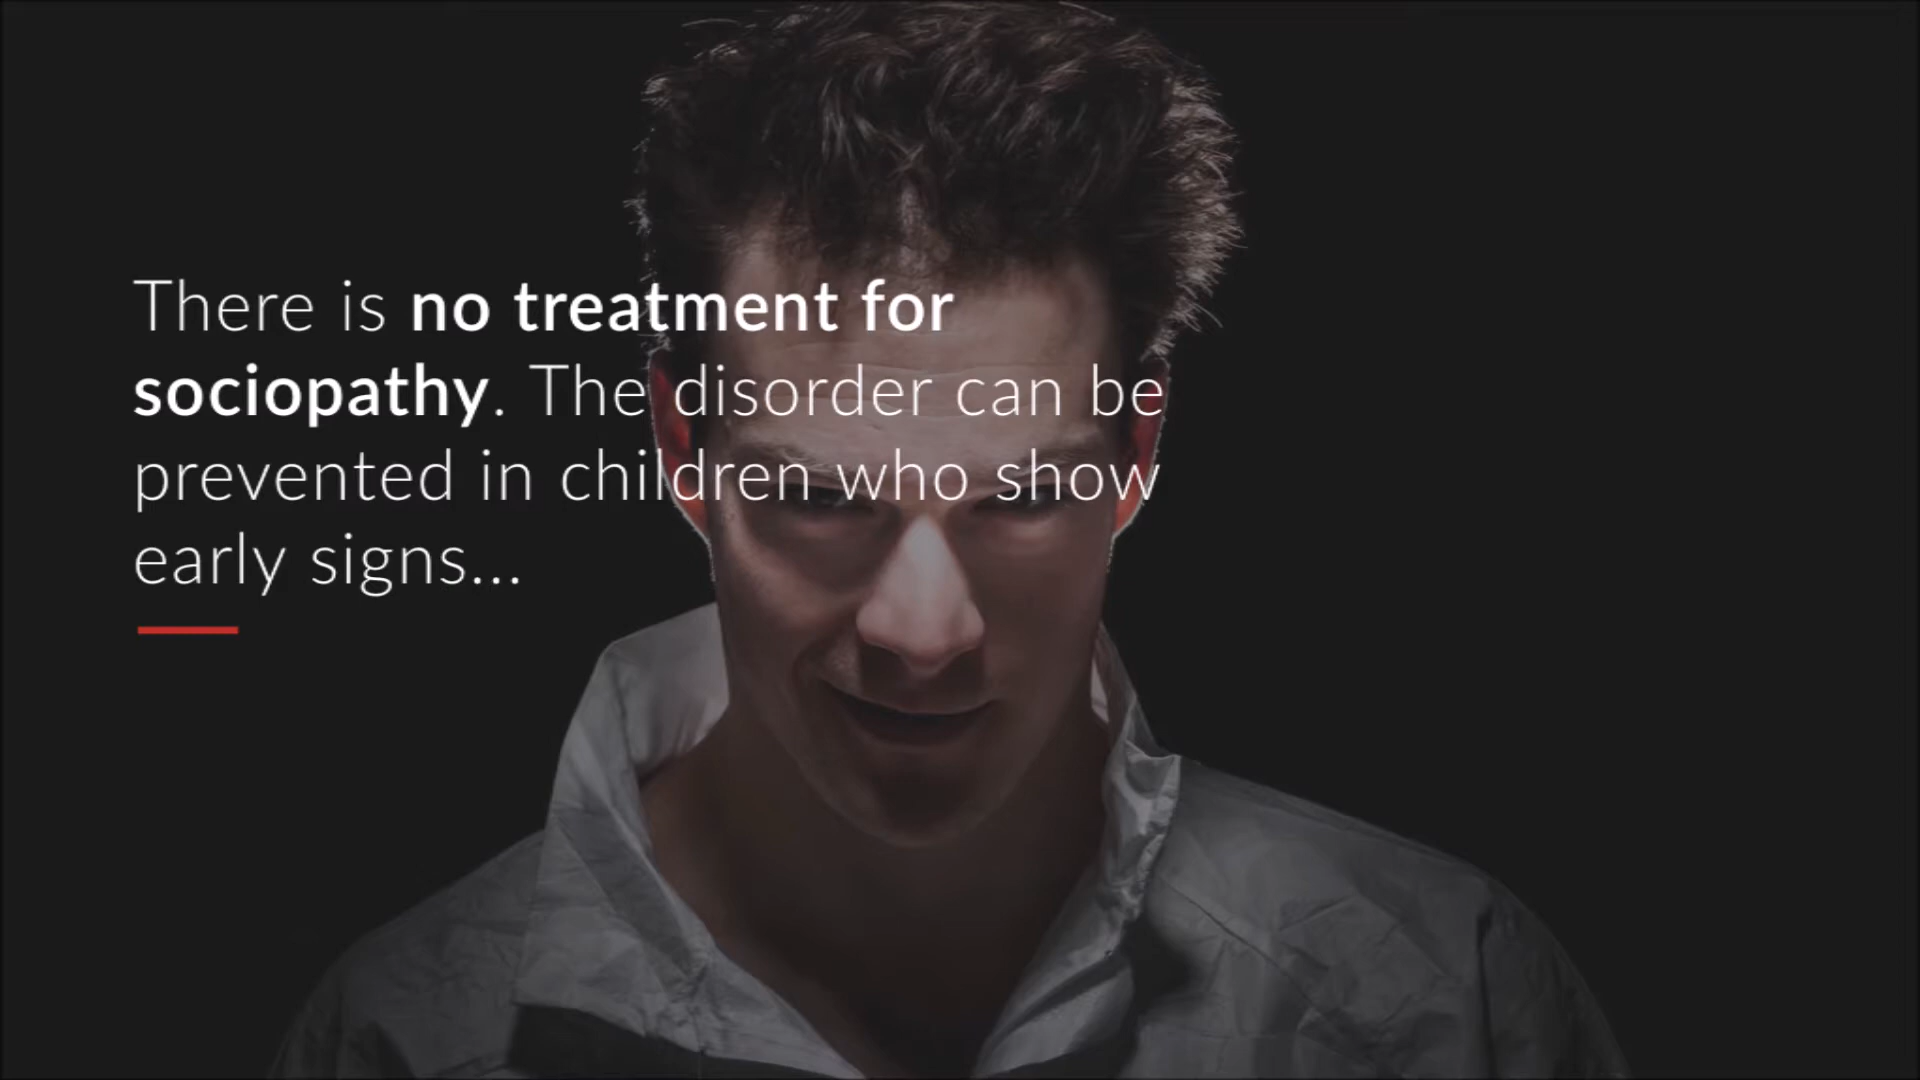 There is no treatment for
sociopathy. The disorder can be
prevented in children who show
early signs...